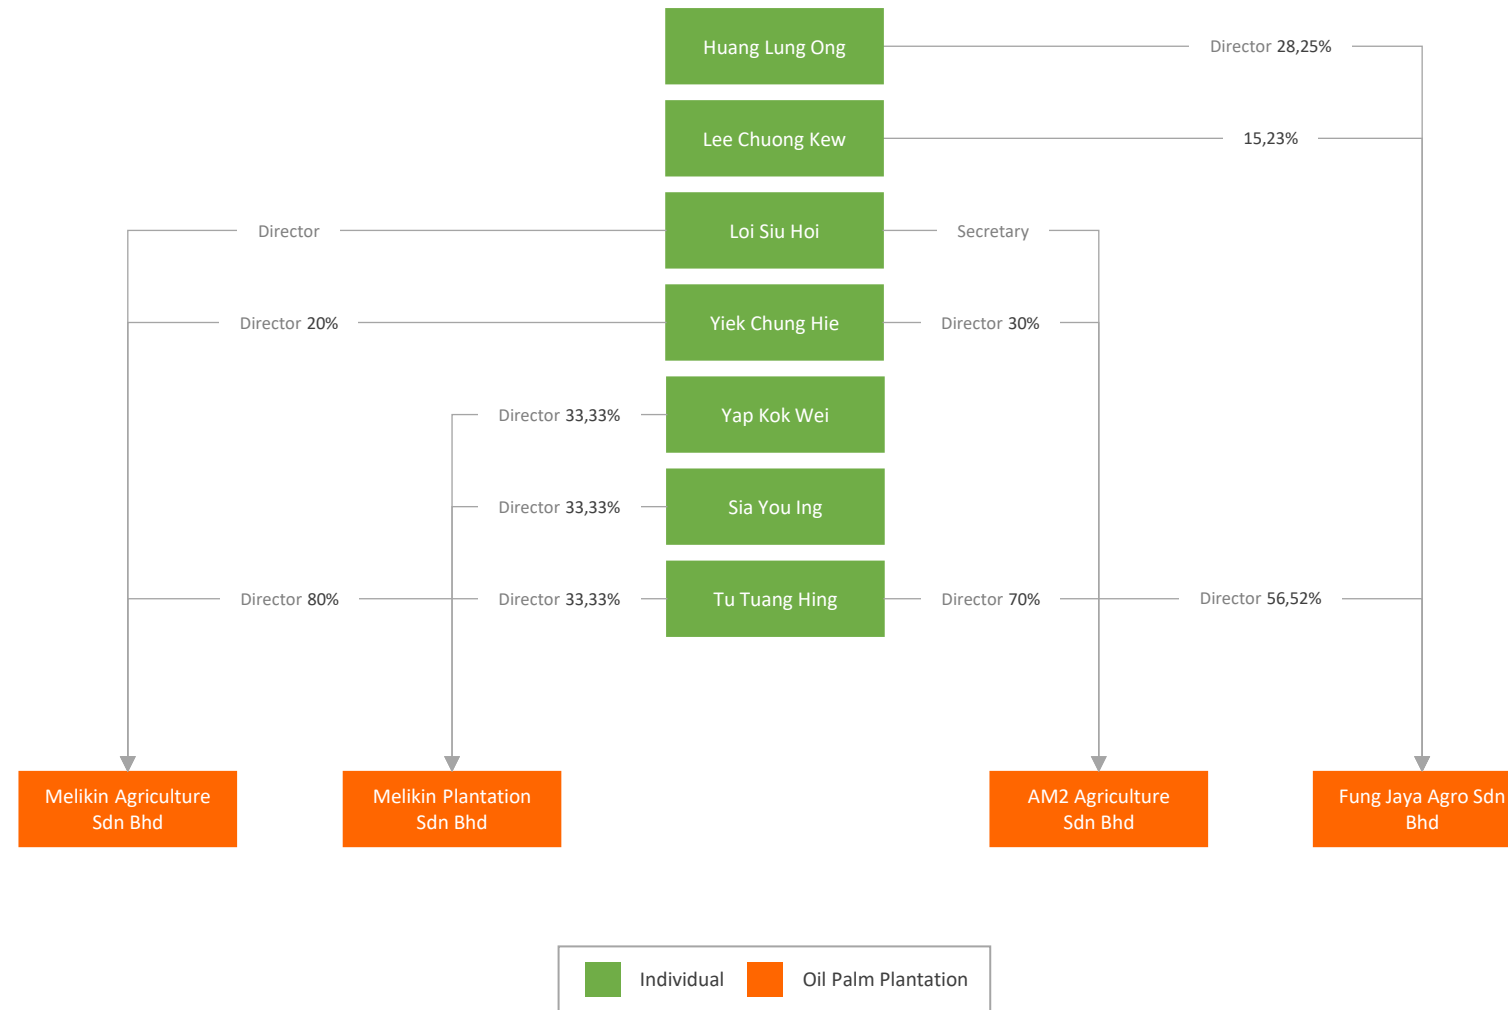 Huang Lung Ong
Director 28,25%
Lee Chuong Kew
15,23%
Director
Loi Siu Hoi
Secretary
Director 20%
Yiek Chung Hie
Director 30%
Director 33,33%
Yap Kok Wei
Director 33,33%
Sia You Ing
Director 80%
Director 33,33%
Tu Tuang Hing
Director 70%
Director 56,52%
Melikin Agriculture
Sdn Bhd
Melikin Plantation
Sdn Bhd
AM2 Agriculture
Sdn Bhd
Fung Jaya Agro Sdn
Bhd
Individual
Oil Palm Plantation